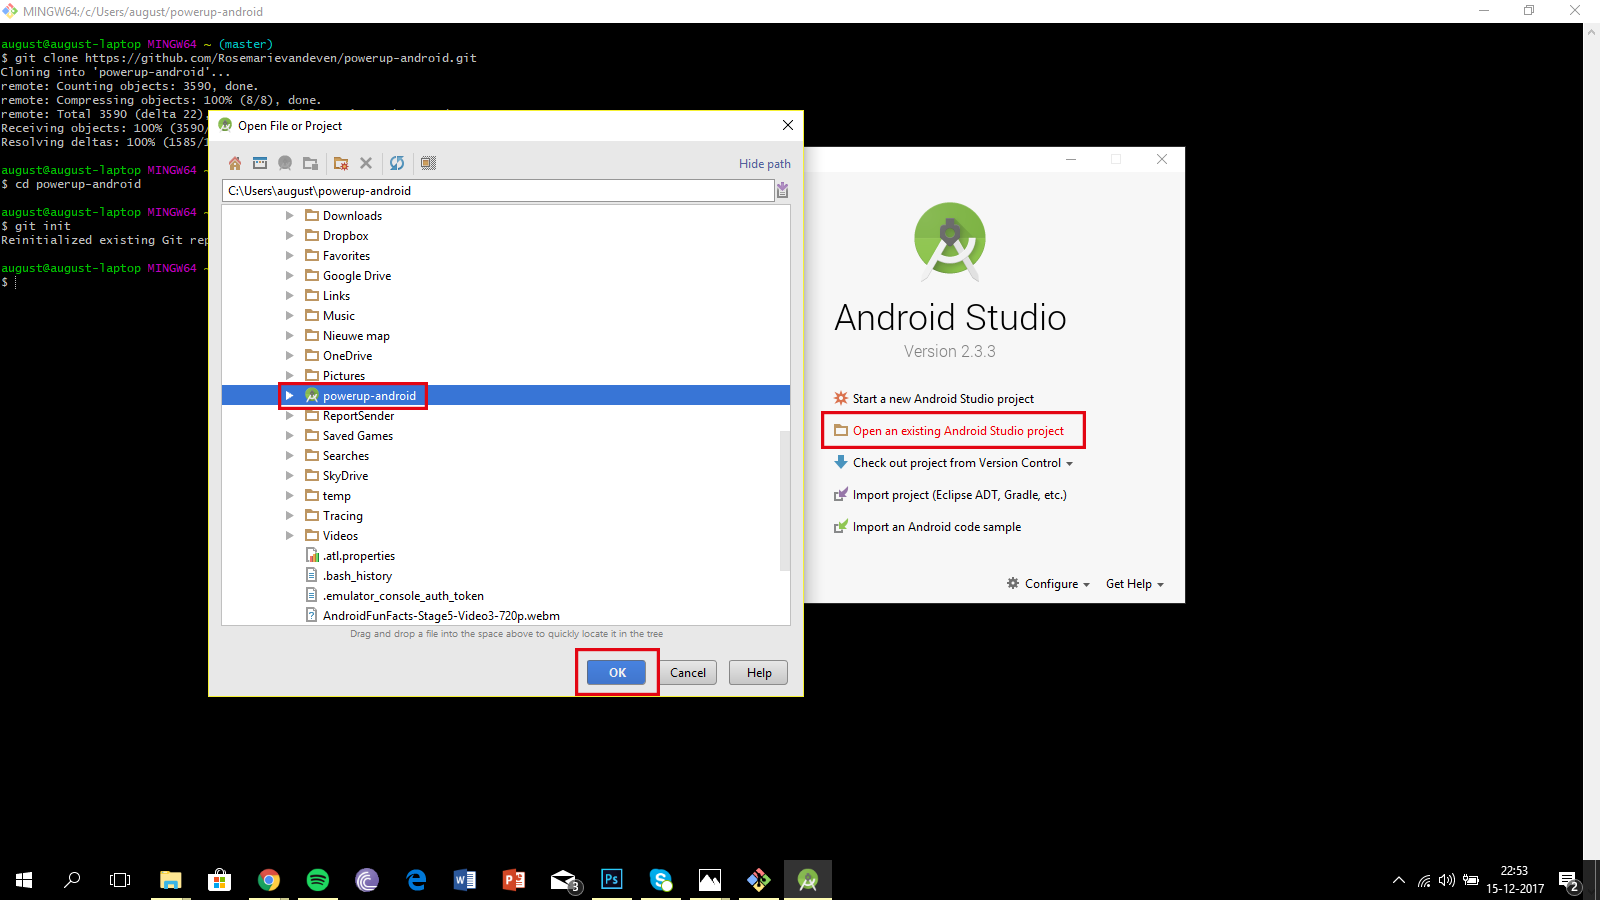 MINGW64:/c/Users/august/powerup-android
august@august-laptop MINGW64 ~ (master)
$ git clone https://github.com/Rosemarievandeven/powerup-android.git
Cloning into 'powerup-android'...
remote: Counting objects: 3590, done.
remote: Compressing objects: 100% (8/8), done.
remote: Total 3590 (delta 22),
Receiving objects: 100% (3590/
Resolving deltas: 100% (1585/1
august@august-laptop MINGW64 ~
$ cd powerup-android
august@august-laptop MINGW64 ~
$ git init
Reinitialized existing Git rep
august@august-laptop MINGW64 ~
$
Open File or Project
Hide path
C:\Users\august\powerup-android
Downloads
Dropbox
Favorites
Google Drive
Links
Music
Nieuwe map
OneDrive
Pictures
powerup-android
ReportSender
Saved Games
Searches
SkyDrive
temp
Tracing
Videos
.atl.properties
.bash_history
.emulator_console_auth_token
AndroidFunFacts-Stage5-Video3-720p.webm
Drag and drop a file into the space above to quickly locate it in the tree
OK
Cancel
Help
Android Studio
Version 2.3.3
Start a new Android Studio project
Open an existing Android Studio project
Check out project from Version Control
Import project (Eclipse ADT, Gradle, etc.)
Import an Android code sample
Configure
Get Help
3
Ps
22:53
15-12-2017
2